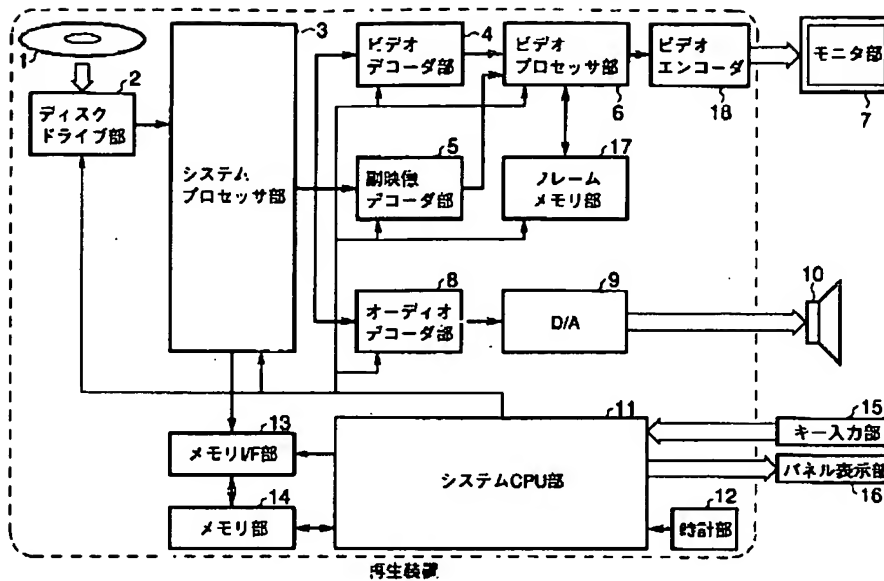 1
2
ディスク
ドライブ部
3
システム
プロセッサ部
4
ビデオ
デコーダ部
5
副映像
デコーダ部
ビデオ
プロセッサ部
6
ビデオ
エンコーダ
18
モニタ部
7
17
フレーム
メモリ部
8
オーディオ
デコーダ部
9
D/A
10
11
システムCPU部
12
時計部
13
メモリI/F部
14
メモリ部
15
キー入力部
パネル表示部
16
再生装置